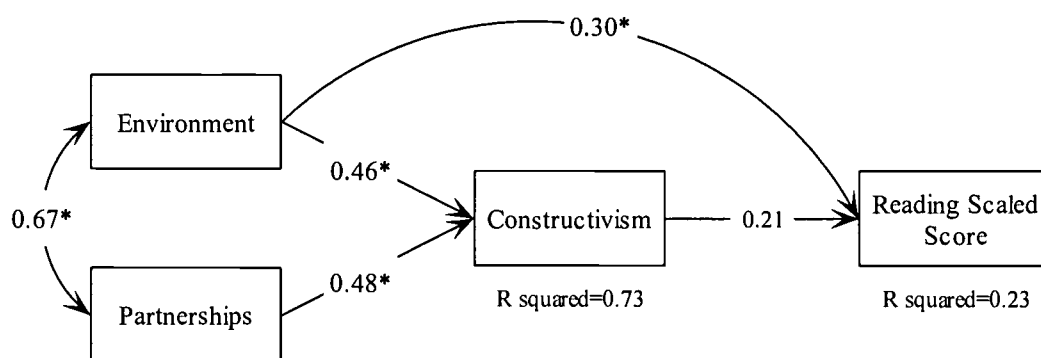 0.30*
Environment
0.46*
0.67*
Constructivism
0.21
Reading Scaled
Score
0.48*
Partnerships
R squared=0.73
R squared=0.23